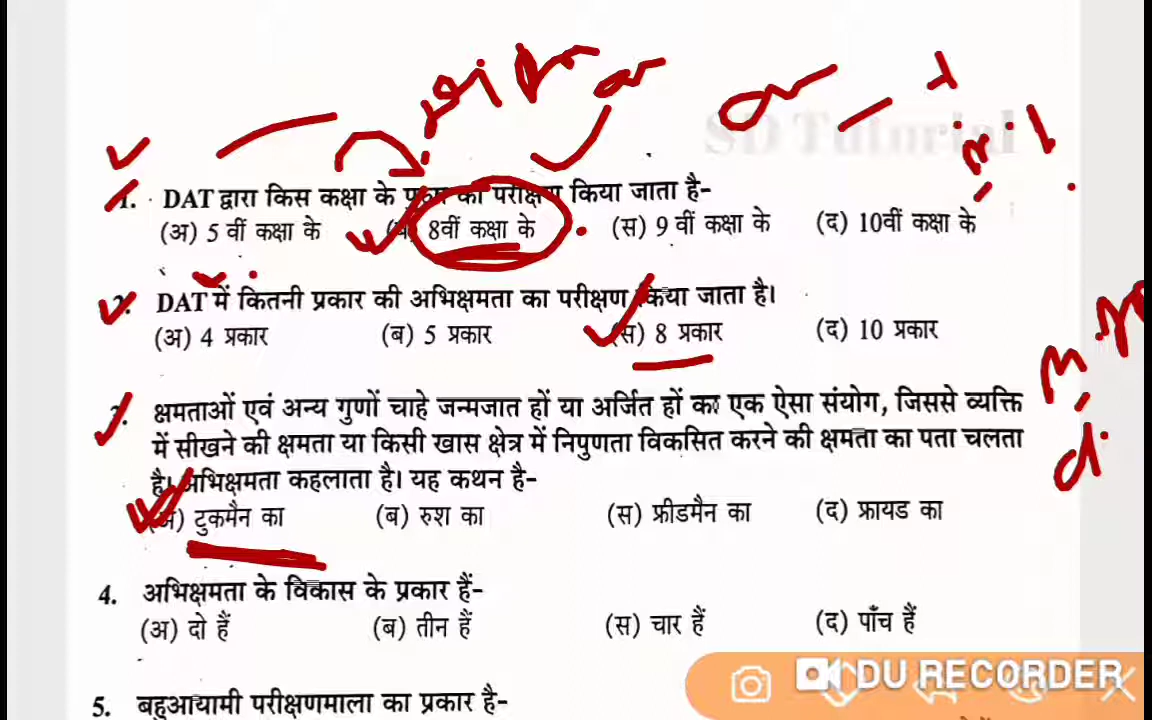 SD Tutorial
1. DAT द्वारा किस कक्षा के की परीक्षण किया जाता है-
(अ) 5 वीं कक्षा के (ब) 8वीं कक्षा के (स) 9 वीं कक्षा के (द) 10वीं कक्षा के
2. DAT में कितनी प्रकार की अभिक्षमता का परीक्षण किया जाता है।
(अ) 4 प्रकार (ब) 5 प्रकार (स) 8 प्रकार (द) 10 प्रकार
3. क्षमताओं एवं अन्य गुणों चाहे जन्मजात हों या अर्जित हों का एक ऐसा संयोग, जिससे व्यक्ति
में सीखने की क्षमता या किसी खास क्षेत्र में निपुणता विकसित करने की क्षमता का पता चलता
है। अभिक्षमता कहलाता है। यह कथन है-
(अ) टुकमैन का (ब) रुश का (स) फ्रीडमैन का (द) फ्रायड का
4. अभिक्षमता के विकास के प्रकार हैं-
(अ) दो हैं (ब) तीन हैं (स) चार हैं (द) पाँच हैं
DU RECORDER
5. बहुआयामी परीक्षणमाला का प्रकार है-